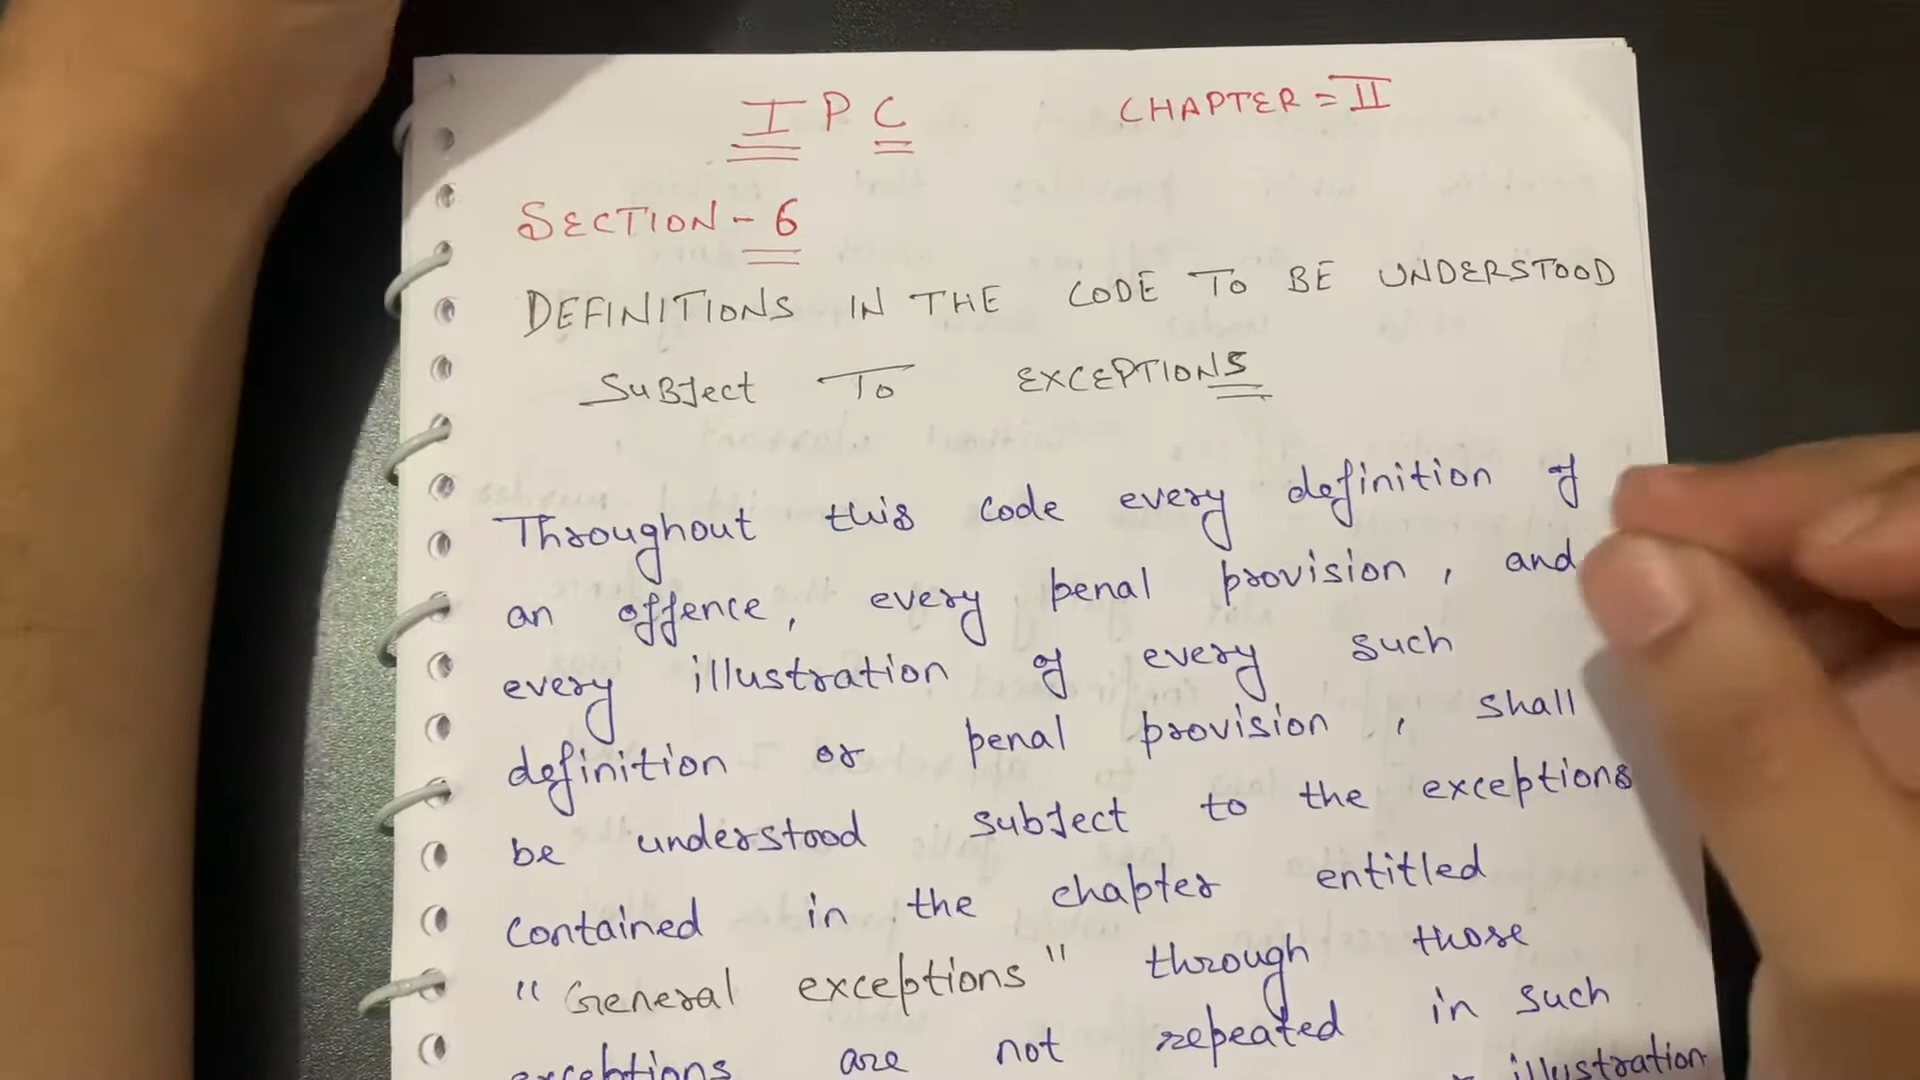 IPC CHAPTER = II
SECTION - 6
DEFINITIONS IN THE CODE TO BE UNDERSTOOD
SUBJECT TO EXCEPTIONS
Throughout this code every definition of
an offence, every penal provision, and
every illustration of every such
definition or penal provision, shall
be understood subject to the exceptions
contained in the chapter entitled
"General exceptions" through those
exceptions are not repeated in such
illustration